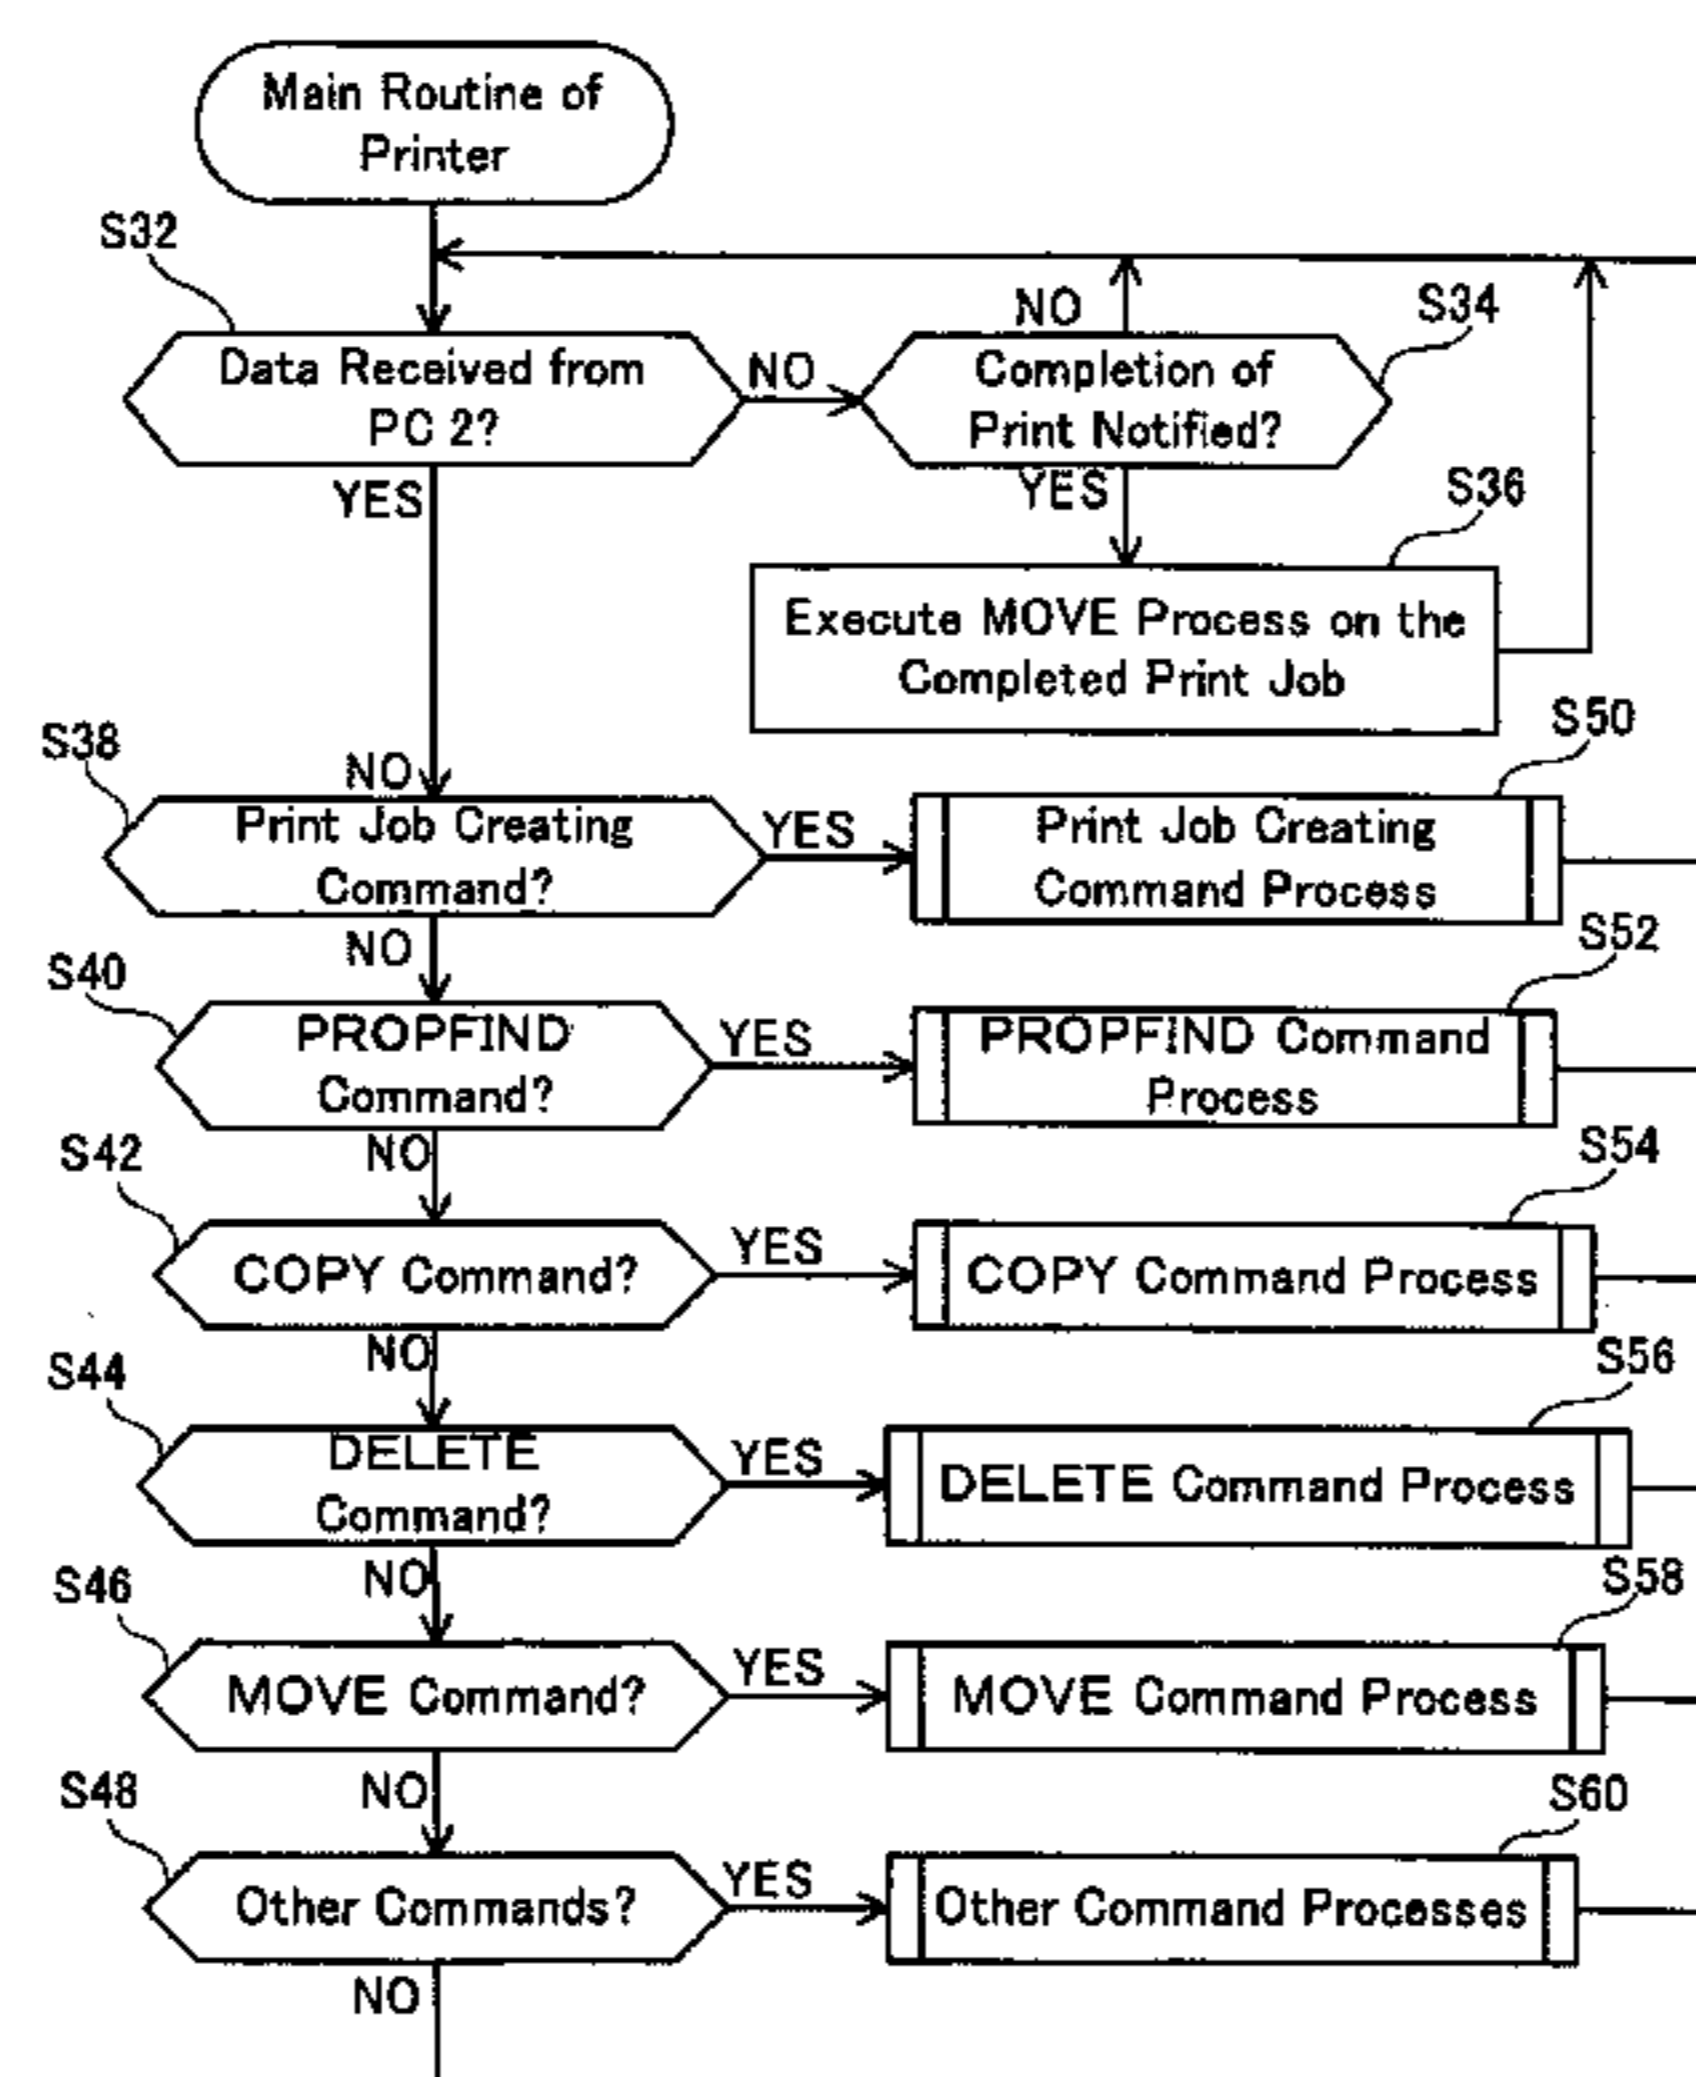 Main Routine of
Printer
S32
NO
S34
Data Received from
PC 2?
NO
Completion of
Print Notified?
YES
YES
S36
Execute MOVE Process on the
Completed Print Job
S38
NO
S50
Print Job Creating
Command?
YES
Print Job Creating
Command Process
NO
S52
S40
PROPFIND
Command?
YES
PROPFIND Command
Process
NO
S42
S54
COPY Command?
YES
COPY Command Process
NO
S44
S56
DELETE
Command?
YES
DELETE Command Process
NO
S46
S58
MOVE Command?
YES
MOVE Command Process
NO
S48
S60
Other Commands?
YES
Other Command Processes
NO